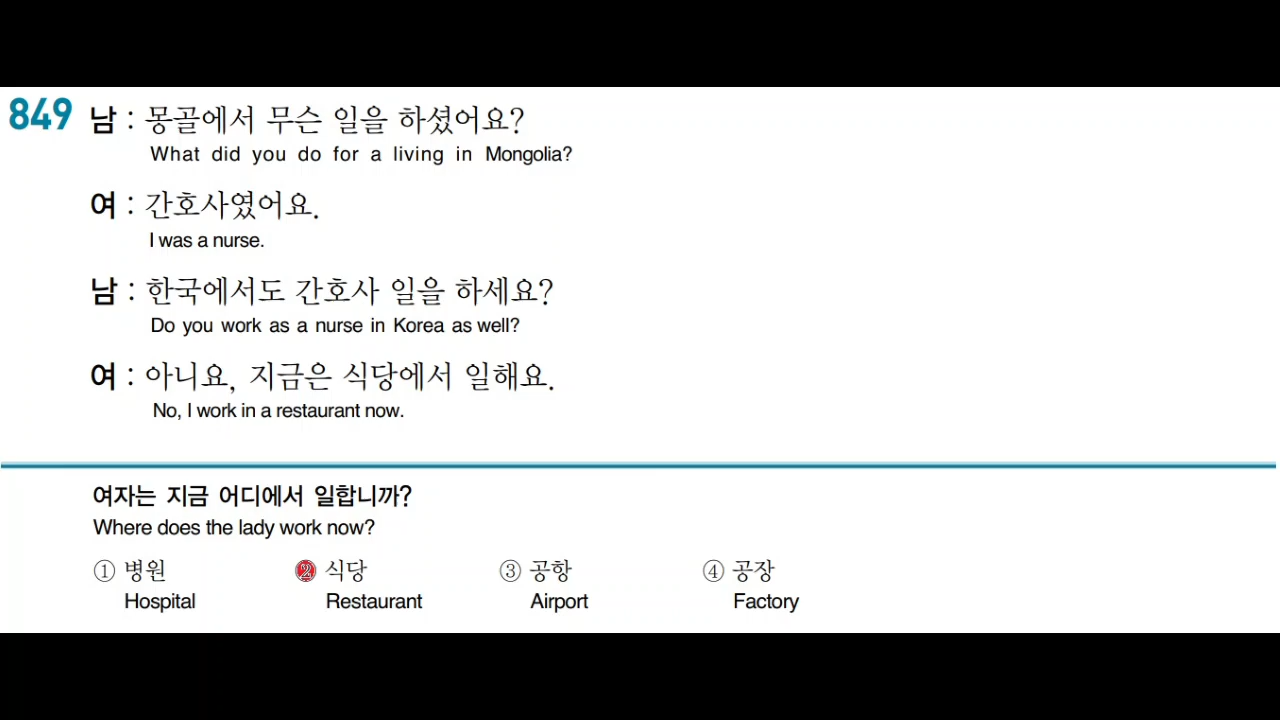 849 남 : 몽골에서 무슨 일을 하셨어요?
What did you do for a living in Mongolia?
여 : 간호사였어요.
I was a nurse.
남 : 한국에서도 간호사 일을 하세요?
Do you work as a nurse in Korea as well?
여 : 아니요, 지금은 식당에서 일해요.
No, I work in a restaurant now.
여자는 지금 어디에서 일합니까?
Where does the lady work now?
① 병원 ② 식당 ③ 공항 ④ 공장
Hospital Restaurant Airport Factory